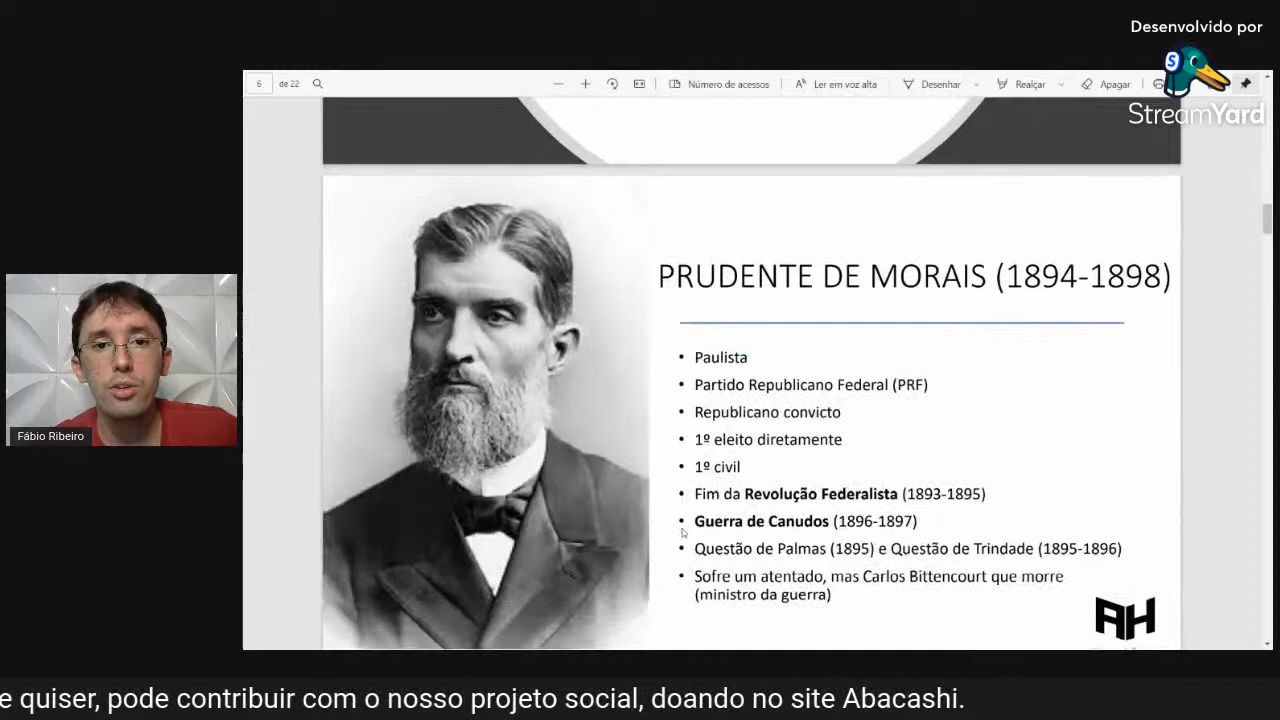 Desenvolvido por
StreamYard
6 de 22
Número de acessos
Ler em voz alta
Desenhar
Realçar
Apagar
PRUDENTE DE MORAIS (1894-1898)
• Paulista
• Partido Republicano Federal (PRF)
• Republicano convicto
• 1º eleito diretamente
• 1º civil
• Fim da Revolução Federalista (1893-1895)
• Guerra de Canudos (1896-1897)
• Questão de Palmas (1895) e Questão de Trindade (1895-1896)
• Sofre um atentado, mas Carlos Bittencourt que morre
(ministro da guerra)
AH
Fábio Ribeiro
e quiser, pode contribuir com o nosso projeto social, doando no site Abacashi.